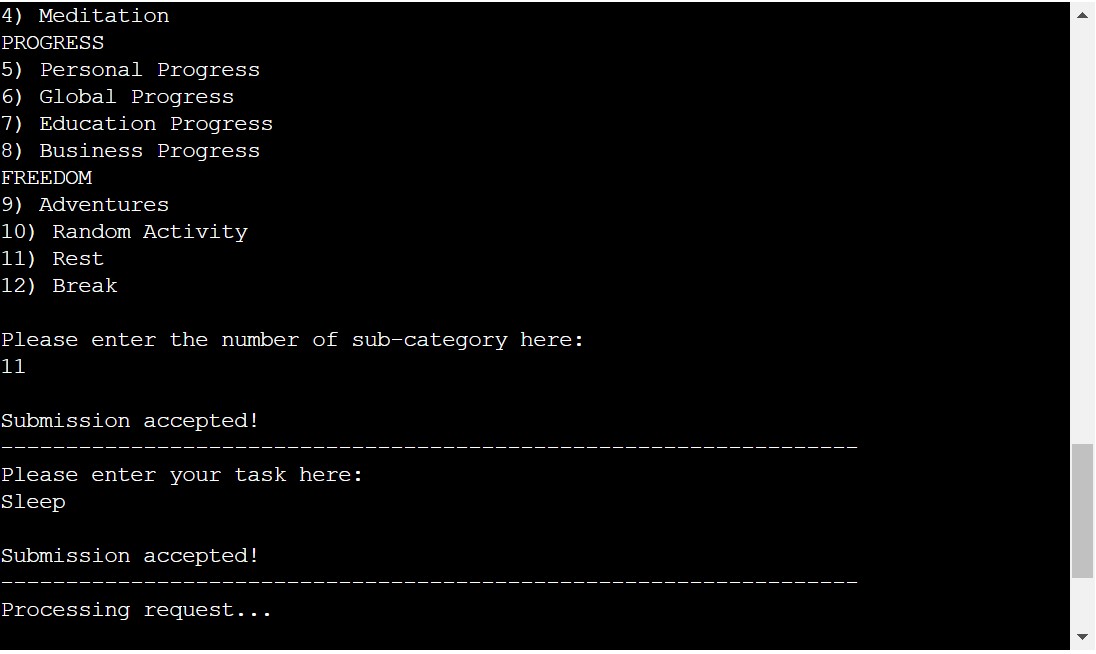 4) Meditation
PROGRESS
5) Personal Progress
6) Global Progress
7) Education Progress
8) Business Progress
FREEDOM
9) Adventures
10) Random Activity
11) Rest
12) Break
Please enter the number of sub-category here:
11
Submission accepted!
------------------------------------------------------------------
Please enter your task here:
Sleep
Submission accepted!
------------------------------------------------------------------
Processing request...